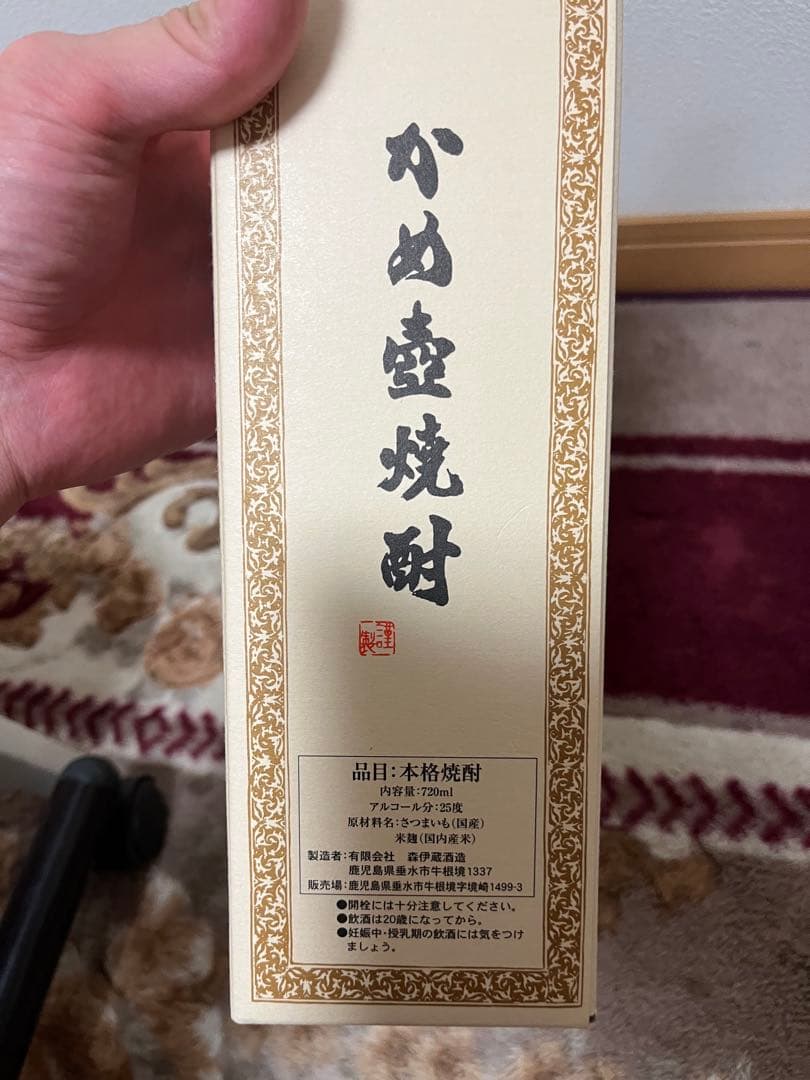 かめ壺焼酎
謹製
品目:本格焼酎
内容量:720ml
アルコール分:25度
原材料名:さつまいも(国産)
米麹(国内産米)
製造者:有限会社 森伊蔵酒造
鹿児島県垂水市牛根境1337
販売場:鹿児島県垂水市牛根境字境崎1499-3
●開栓には十分注意してください。
●飲酒は20歳になってから。
●妊娠中・授乳期の飲酒には気をつけ
ましょう。